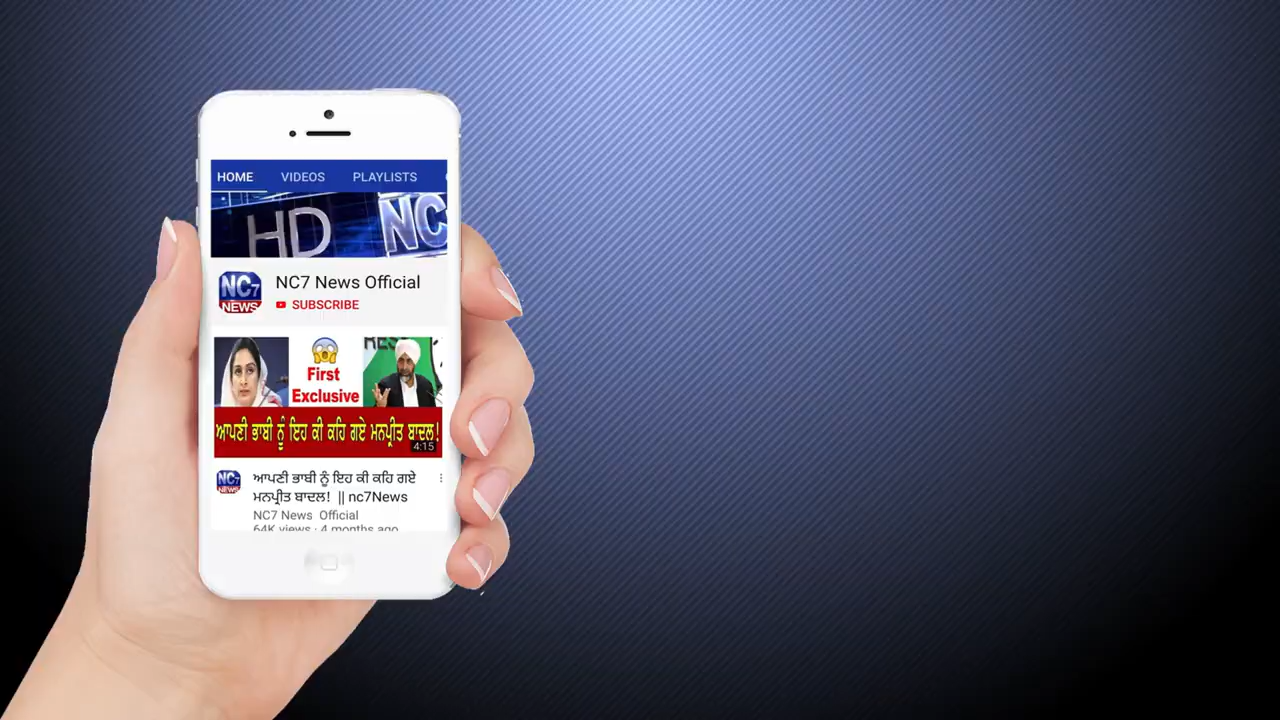 HOME VIDEOS PLAYLISTS
HD NC
NC7 NEWS
NC7 News Official
SUBSCRIBE
First
Exclusive
ਆਪਣੀ ਭਾਬੀ ਨੂੰ ਇਹ ਕੀ ਕਹਿ ਗਏ ਮਨਪ੍ਰੀਤ ਬਾਦਲ!
4:15
NC7 NEWS
ਆਪਣੀ ਭਾਬੀ ਨੂੰ ਇਹ ਕੀ ਕਹਿ ਗਏ
ਮਨਪ੍ਰੀਤ ਬਾਦਲ! || nc7News
NC7 News Official
64K views · 4 months ago